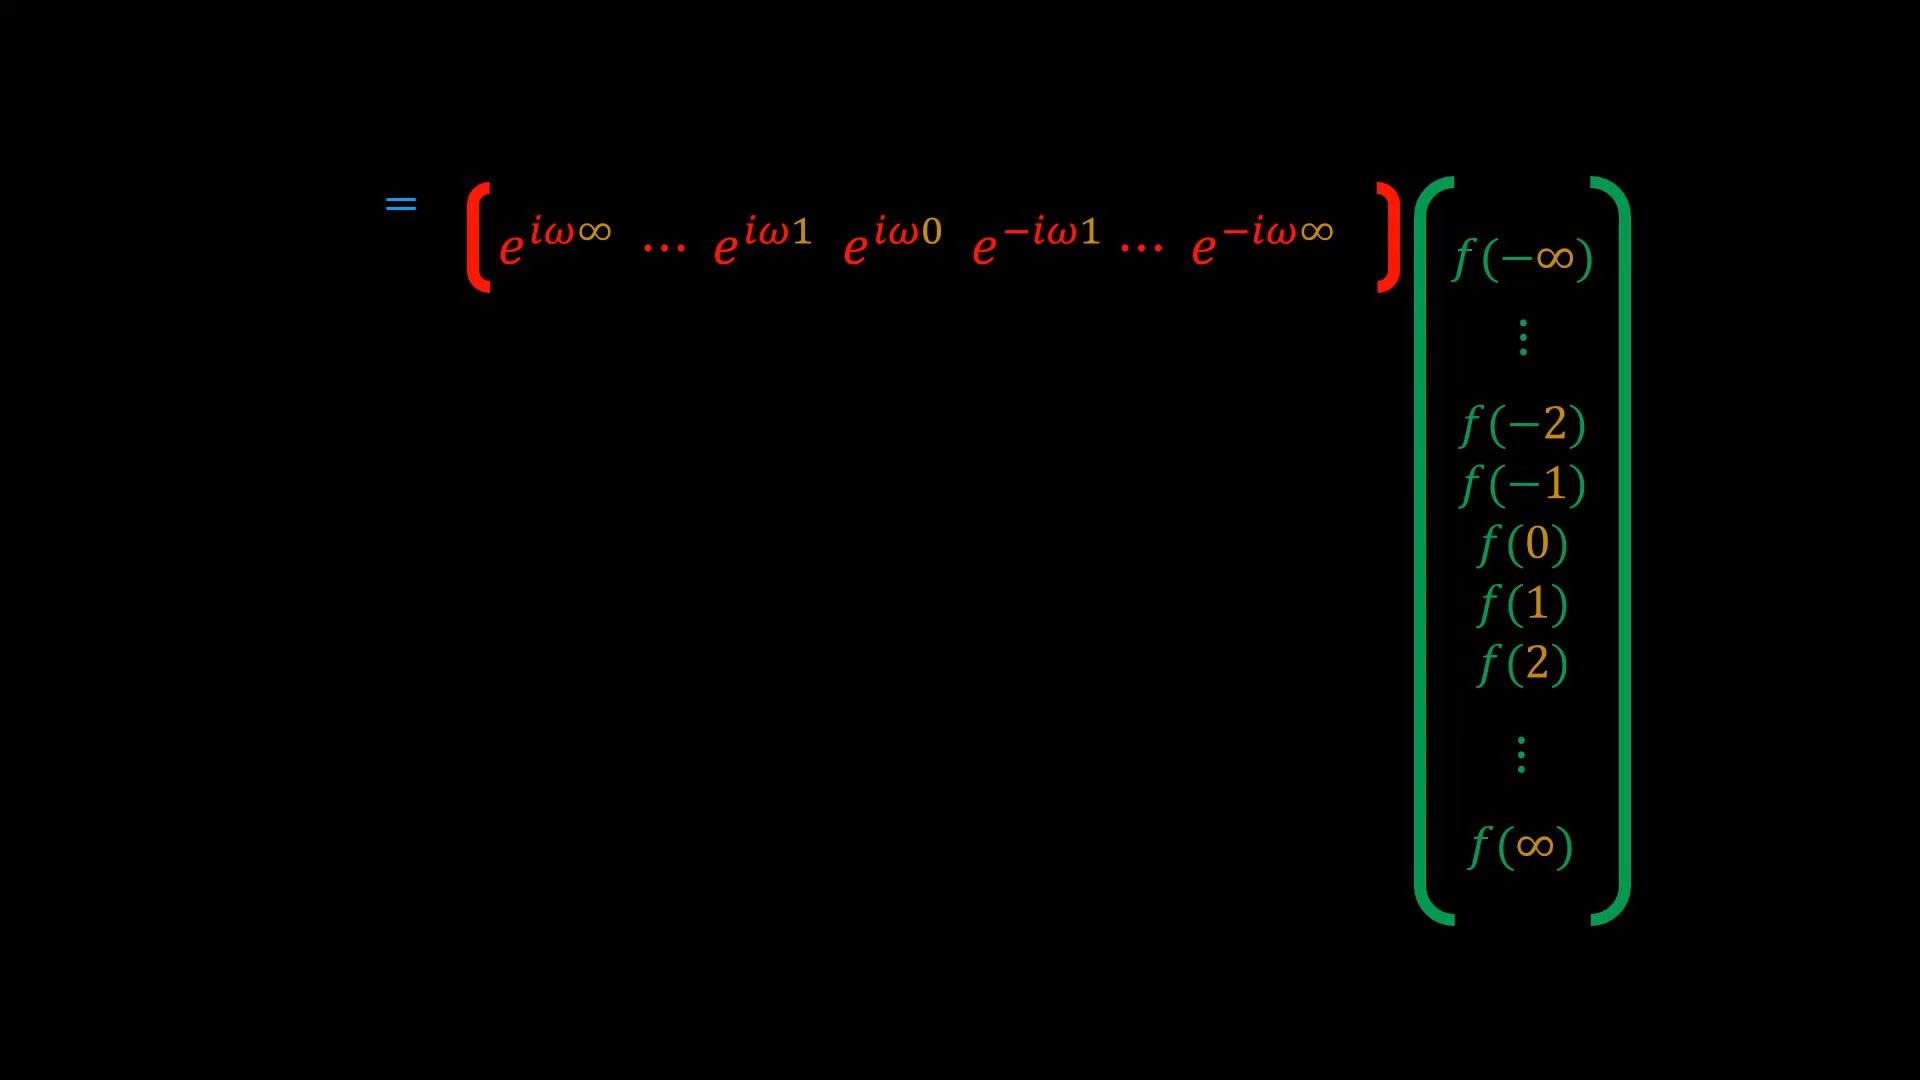 = ( e^{iω∞} ⋯ e^{iω1} e^{iω0} e^{-iω1} ⋯ e^{-iω∞} )
f(−∞)
⋮
f(−2)
f(−1)
f(0)
f(1)
f(2)
⋮
f(∞)